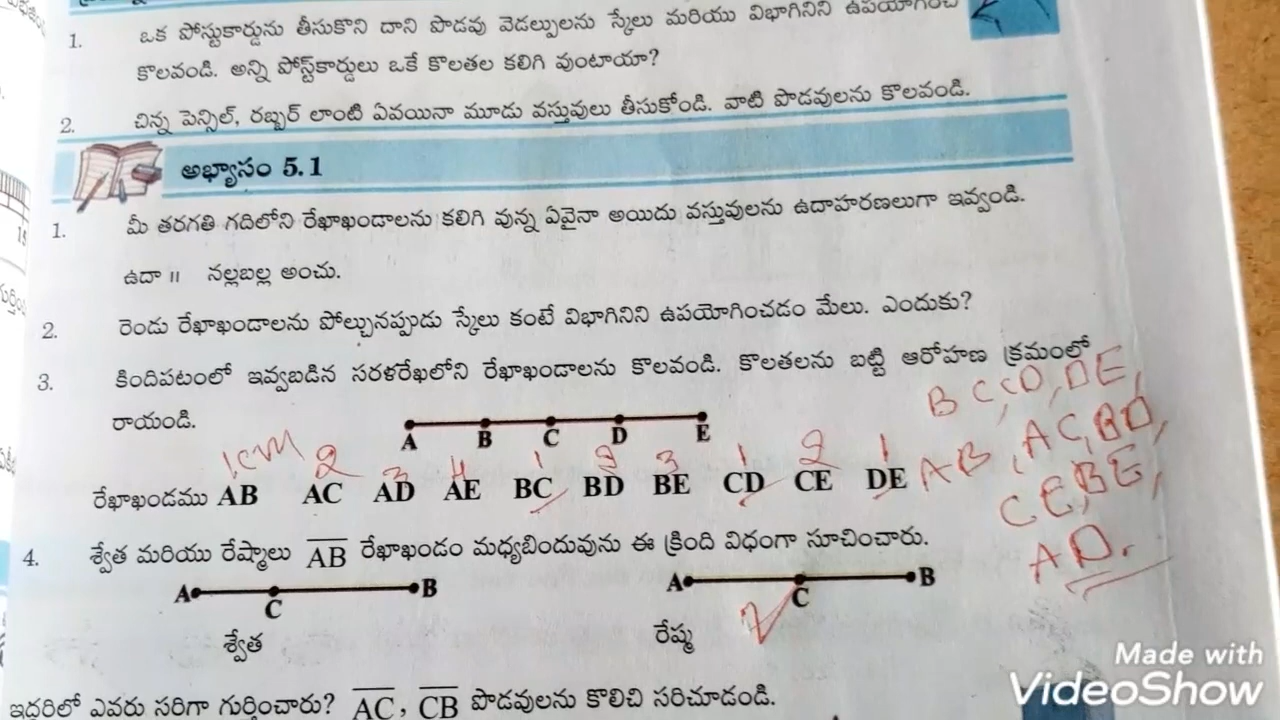 1. ఒక పోస్టుకార్డును తీసుకొని దాని పొడవు వెడల్పులను స్కేలు మరియు విభాగినిని
కొలవండి. అన్ని పోస్ట్‌కార్డులు ఒకే కొలతల కలిగి వుంటాయా?
2. చిన్న పెన్సిల్, రబ్బర్ లాంటి ఏవయినా మూడు వస్తువులు తీసుకోండి. వాటి పొడవులను కొలవండి.
అభ్యాసం 5.1
1. మీ తరగతి గదిలోని రేఖాఖండాలను కలిగి వున్న ఏవైనా అయిదు వస్తువులను ఉదాహరణలుగా ఇవ్వండి.
ఉదా ॥ నల్లబల్ల అంచు.
2. రెండు రేఖాఖండాలను పోల్చునప్పుడు స్కేలు కంటే విభాగినిని ఉపయోగించడం మేలు. ఎందుకు?
3. కిందిపటంలో ఇవ్వబడిన సరళరేఖలోని రేఖాఖండాలను కొలవండి. కొలతలను బట్టి ఆరోహణ క్రమంలో
రాయండి.
A B C D E
BC, CD, DE,
1cm 2 3 4 1 2 3 1 2 1
AB, AC, BD,
రేఖాఖండము AB AC AD AE BC BD BE CD CE DE
CE, BE,
AD.
4. శ్వేత మరియు రేష్మాలు AB రేఖాఖండం మధ్యబిందువును ఈ క్రింది విధంగా సూచించారు.
A C B A C B
శ్వేత రేష్మ
ఇద్దరిలో ఎవరు సరిగా గుర్తించారు? AC, CB పొడవులను కొలిచి సరిచూడండి.
Made with
VideoShow